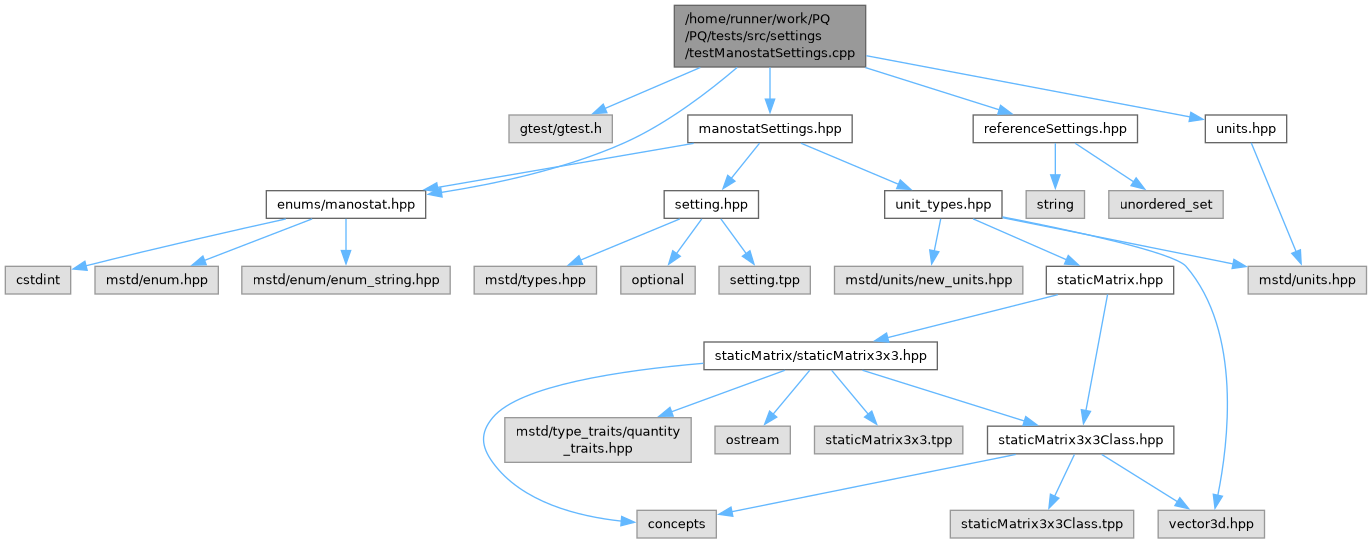 /home/runner/work/PQ
/PQ/tests/src/settings
/testManostatSettings.cpp
gtest/gtest.h
manostatSettings.hpp
referenceSettings.hpp
units.hpp
enums/manostat.hpp
setting.hpp
unit_types.hpp
string
unordered_set
cstdint
mstd/enum.hpp
mstd/enum/enum_string.hpp
mstd/types.hpp
optional
setting.tpp
mstd/units/new_units.hpp
staticMatrix.hpp
mstd/units.hpp
staticMatrix/staticMatrix3x3.hpp
mstd/type_traits/quantity
_traits.hpp
ostream
staticMatrix3x3.tpp
staticMatrix3x3Class.hpp
concepts
staticMatrix3x3Class.tpp
vector3d.hpp